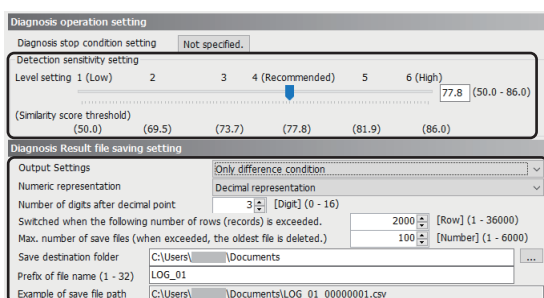 Diagnosis operation setting
Diagnosis stop condition setting Not specified.
Detection sensitivity setting
Level setting 1 (Low) 2 3 4 (Recommended) 5 6 (High)
77.8 (50.0 - 86.0)
(Similarity score threshold)
(50.0) (69.5) (73.7) (77.8) (81.9) (86.0)
Diagnosis Result file saving setting
Output Settings Only difference condition
Numeric representation Decimal representation
Number of digits after decimal point 3 [Digit] (0 - 16)
Switched when the following number of rows (records) is exceeded. 2000 [Row] (1 - 36000)
Max. number of save files (when exceeded, the oldest file is deleted.) 100 [Number] (1 - 6000)
Save destination folder C:\Users\ \Documents ...
Prefix of file name (1 - 32) LOG_01
Example of save file path C:\Users\ \Documents\LOG_01_00000001.csv